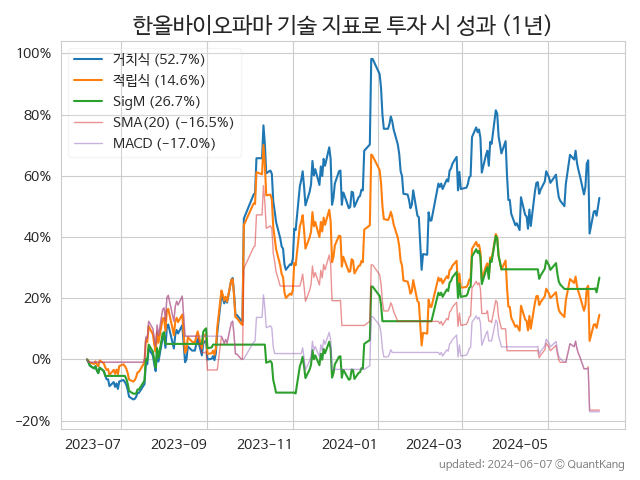 한올바이오파마 기술 지표로 투자 시 성과 (1년)
거치식 (52.7%)
적립식 (14.6%)
SigM (26.7%)
SMA(20) (−16.5%)
MACD (−17.0%)
100%
80%
60%
40%
20%
0%
−20%
2023-07
2023-09
2023-11
2024-01
2024-03
2024-05
updated: 2024-06-07 © QuantKang